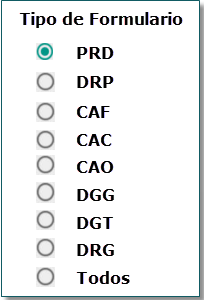 Tipo de Formulario
PRD
DRP
CAF
CAC
CAO
DGG
DGT
DRG
Todos